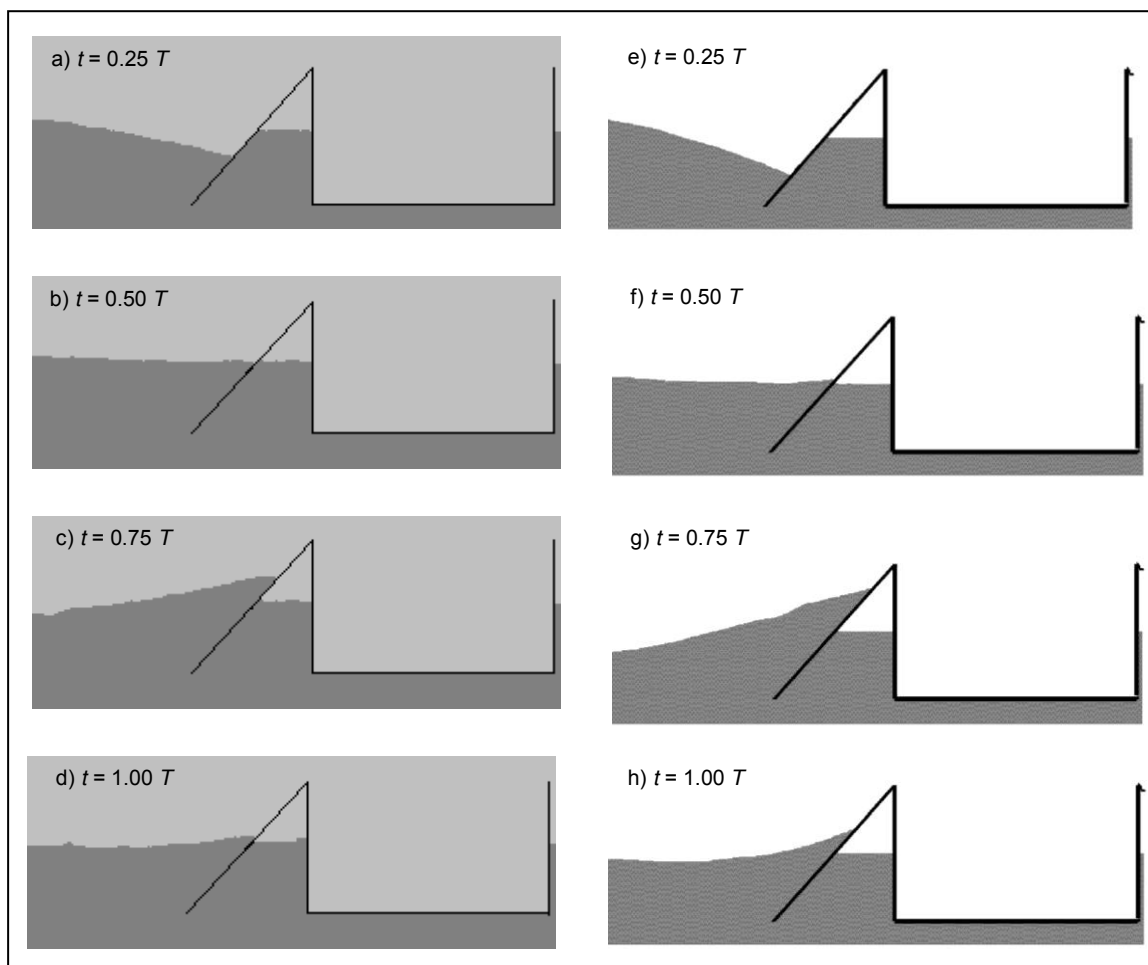 a) t = 0.25 T
e) t = 0.25 T
b) t = 0.50 T
f) t = 0.50 T
c) t = 0.75 T
g) t = 0.75 T
d) t = 1.00 T
h) t = 1.00 T